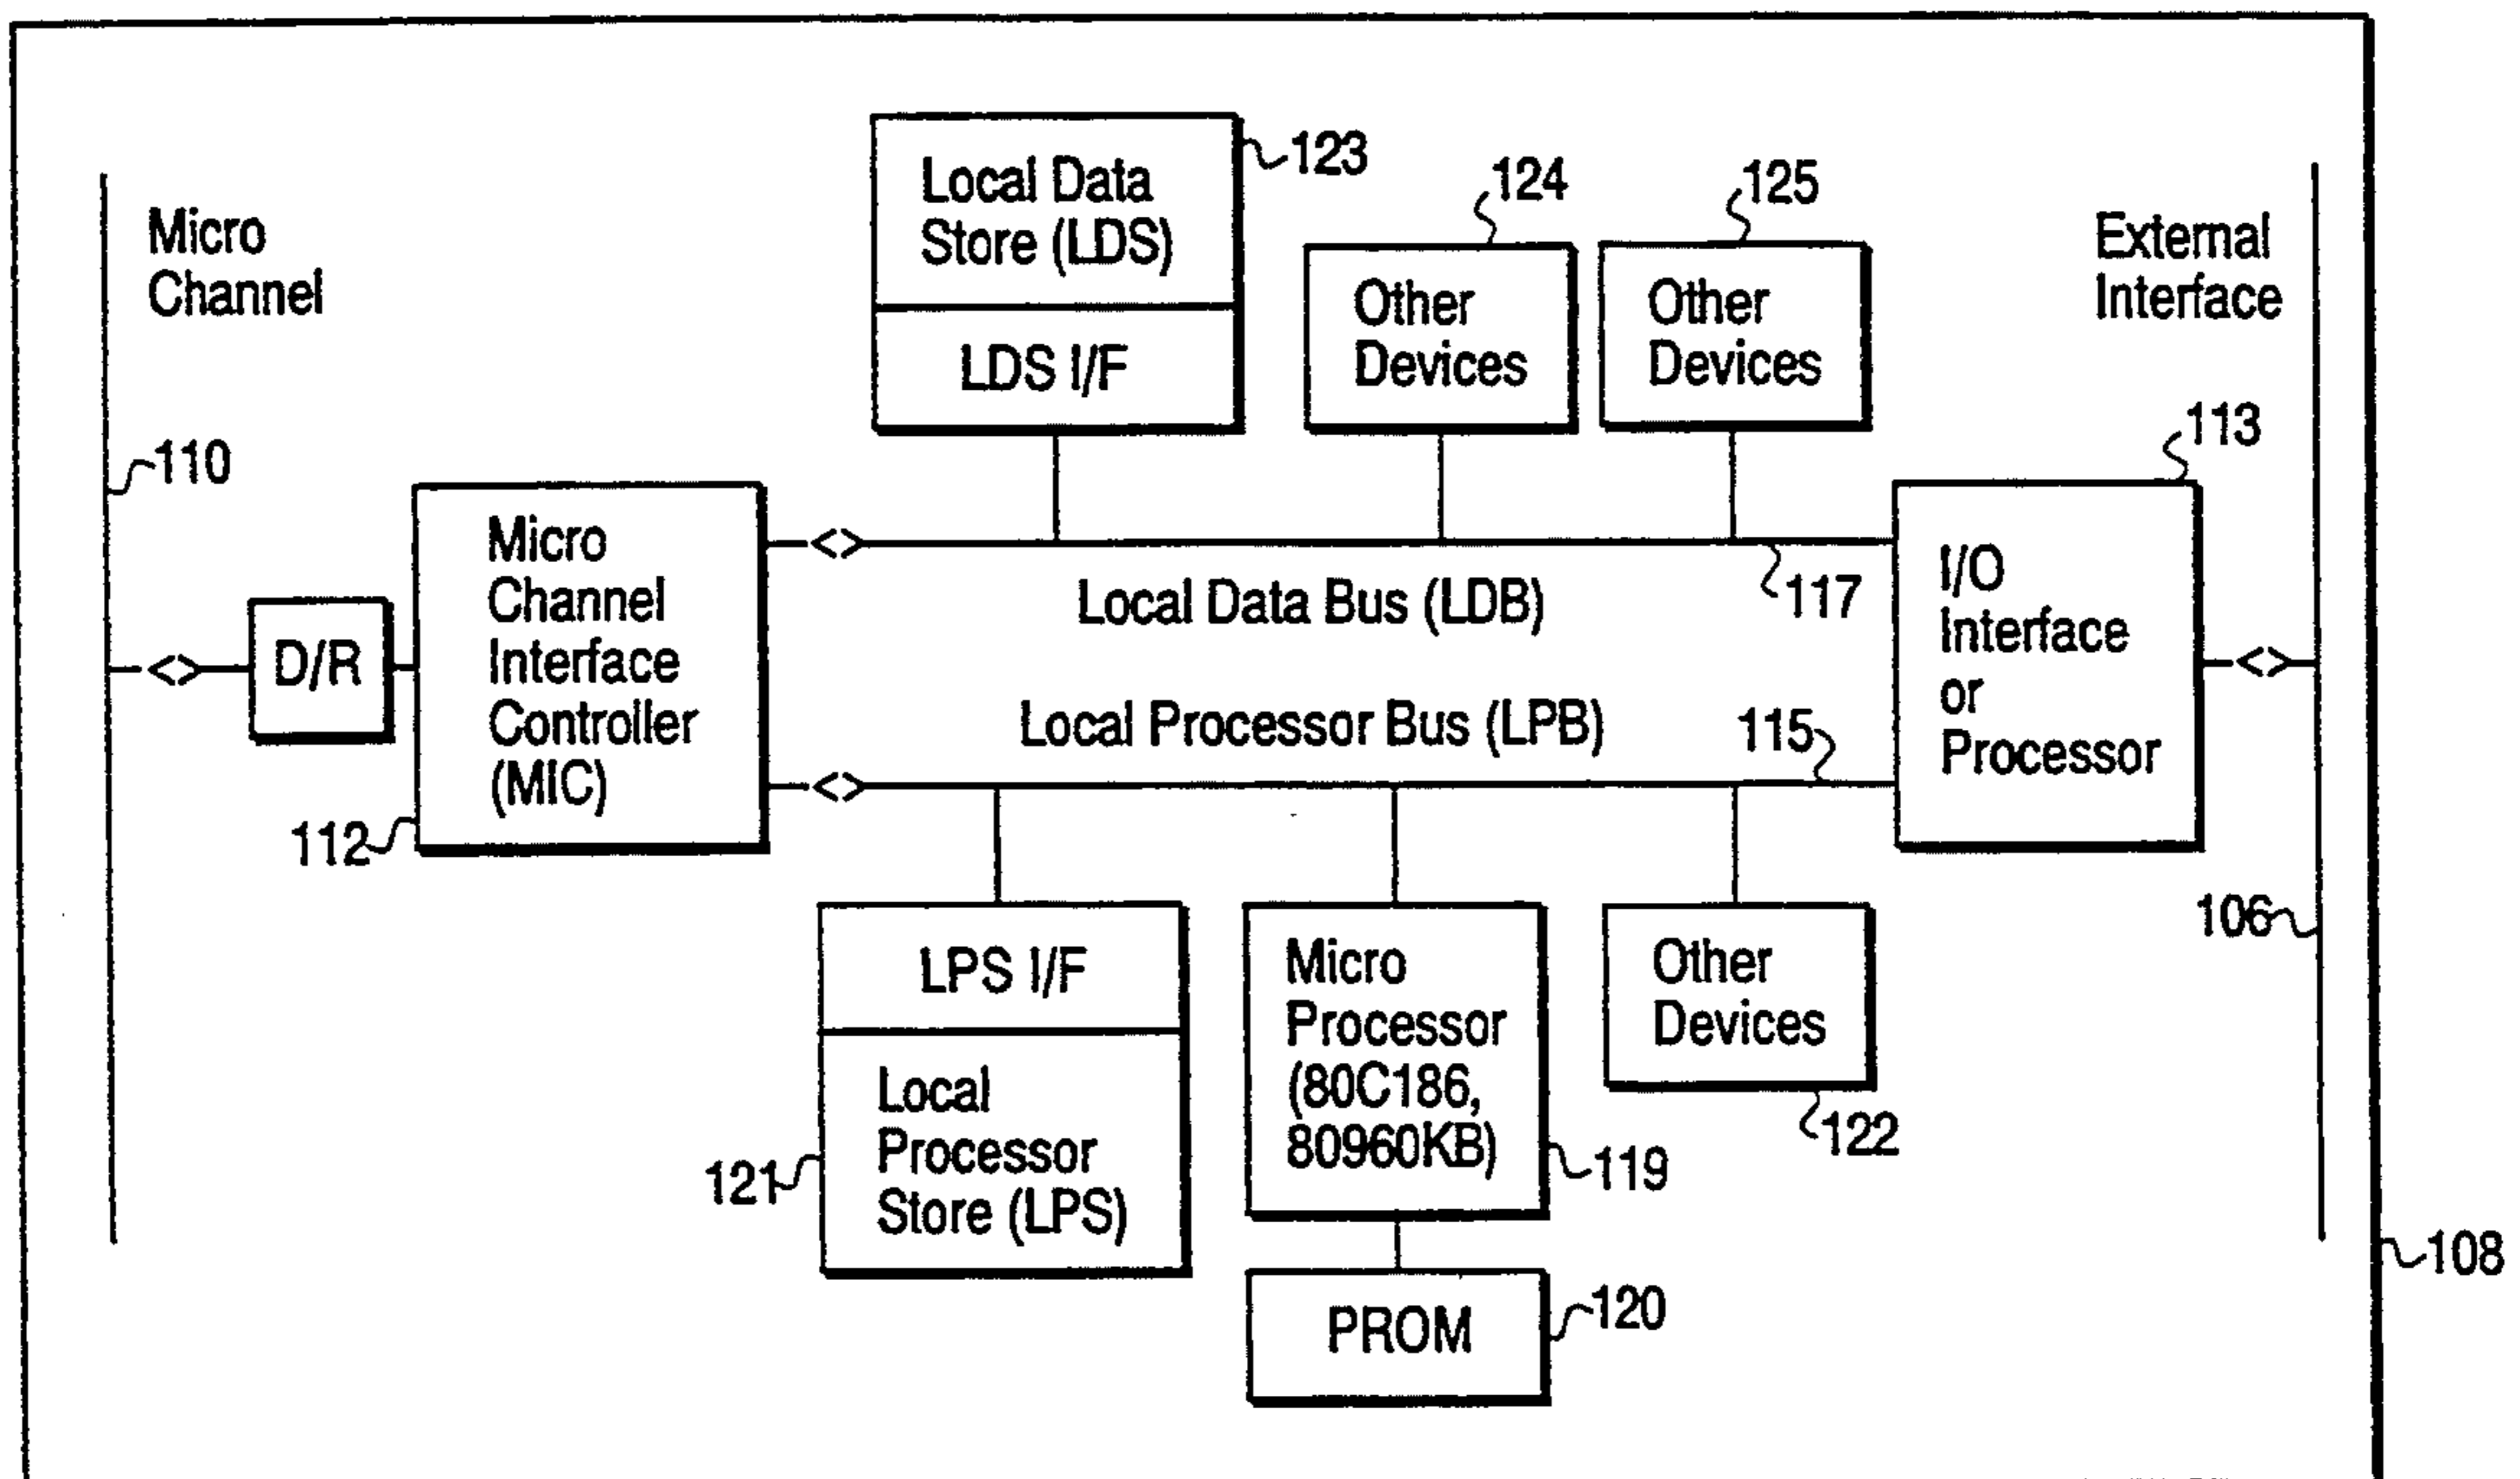 123
Local Data
Store (LDS)
LDS I/F
124
Other
Devices
125
Other
Devices
Micro
Channel
External
Interface
110
113
Micro
Channel
Interface
Controller
(MIC)
112
D/R
117
Local Data Bus (LDB)
Local Processor Bus (LPB)
115
I/O
Interface
or
Processor
106
LPS I/F
Local
Processor
Store (LPS)
121
Micro
Processor
(80C186,
80960KB)
119
Other
Devices
122
PROM
120
108